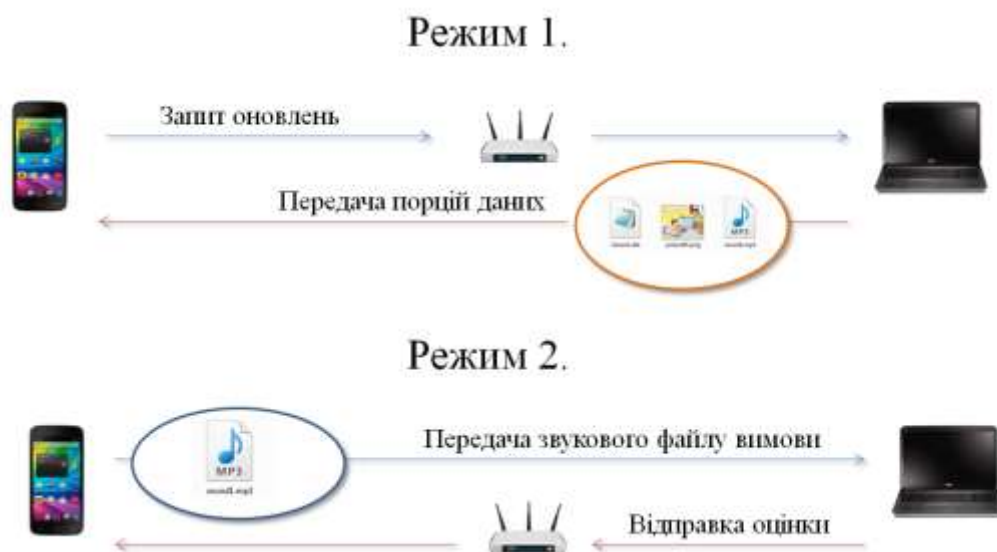 Режим 1.
Запит оновлень
Передача порцій даних
MP3
Режим 2.
Передача звукового файлу вимови
MP3
Відправка оцінки